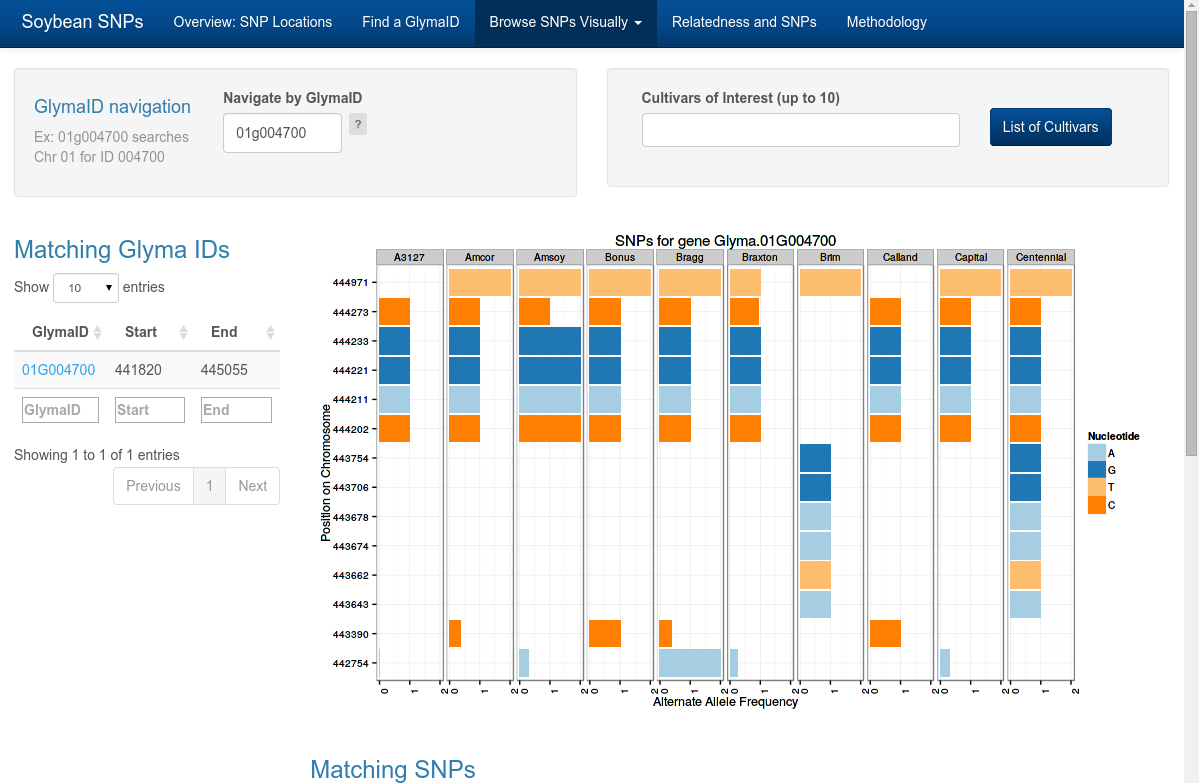 Soybean SNPs Overview: SNP Locations Find a GlymaID Browse SNPs Visually Relatedness and SNPs Methodology
GlymaID navigation
Ex: 01g004700 searches
Chr 01 for ID 004700
Navigate by GlymaID
01g004700 ?
Cultivars of Interest (up to 10)
List of Cultivars
Matching Glyma IDs
Show 10 entries
GlymaID Start End
01G004700 441820 445055
GlymaID Start End
Showing 1 to 1 of 1 entries
Previous 1 Next
SNPs for gene Glyma.01G004700
A3127 Amcor Amsoy Bonus Bragg Braxton Brim Calland Capital Centennial
Position on Chromosome
444971
444273
444233
444221
444211
444202
443754
443706
443678
443674
443662
443643
443390
442754
0 1 2 0 1 2 0 1 2 0 1 2 0 1 2 0 1 2 0 1 2 0 1 2 0 1 2 0 1 2
Alternate Allele Frequency
Nucleotide
A
G
T
C
Matching SNPs